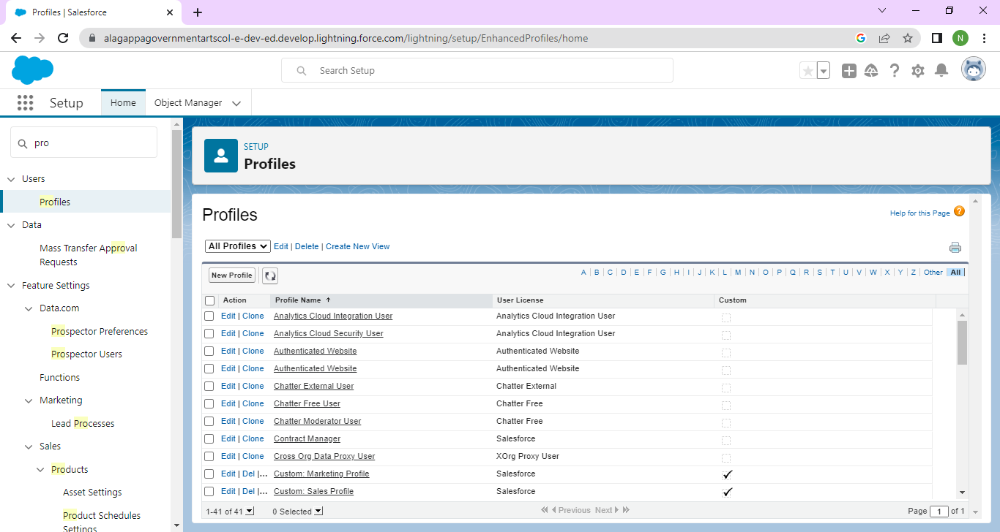 Profiles | Salesforce
alagappagovernmentartscol-e-dev-ed.develop.lightning.force.com/lightning/setup/EnhancedProfiles/home
N
Search Setup
Setup
Home
Object Manager
pro
Users
Profiles
Data
Mass Transfer Approval
Requests
Feature Settings
Data.com
Prospector Preferences
Prospector Users
Functions
Marketing
Lead Processes
Sales
Products
Asset Settings
Product Schedules
Settings
SETUP
Profiles
Profiles
Help for this Page ?
All Profiles Edit | Delete | Create New View
New Profile
A | B | C | D | E | F | G | H | I | J | K | L | M | N | O | P | Q | R | S | T | U | V | W | X | Y | Z | Other | All |
Action Profile Name ↑ User License Custom
Edit | Clone Analytics Cloud Integration User Analytics Cloud Integration User
Edit | Clone Analytics Cloud Security User Analytics Cloud Integration User
Edit | Clone Authenticated Website Authenticated Website
Edit | Clone Authenticated Website Authenticated Website
Edit | Clone Chatter External User Chatter External
Edit | Clone Chatter Free User Chatter Free
Edit | Clone Chatter Moderator User Chatter Free
Edit | Clone Contract Manager Salesforce
Edit | Clone Cross Org Data Proxy User XOrg Proxy User
Edit | Del |... Custom: Marketing Profile Salesforce ✓
Edit | Del |... Custom: Sales Profile Salesforce ✓
1-41 of 41 0 Selected Previous Next Page 1 of 1